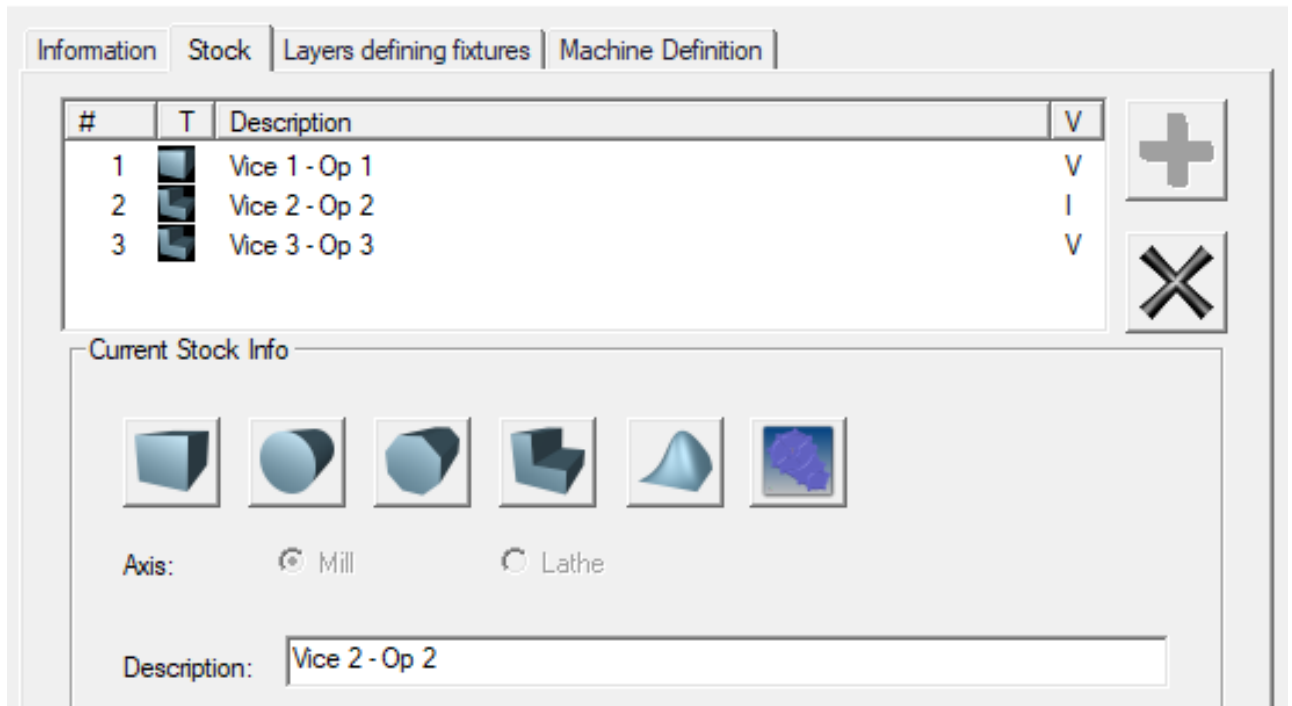 Information Stock Layers defining fixtures Machine Definition
# T Description V
1 Vice 1 - Op 1 V
2 Vice 2 - Op 2 I
3 Vice 3 - Op 3 V
Current Stock Info
Axis: Mill Lathe
Description: Vice 2 - Op 2